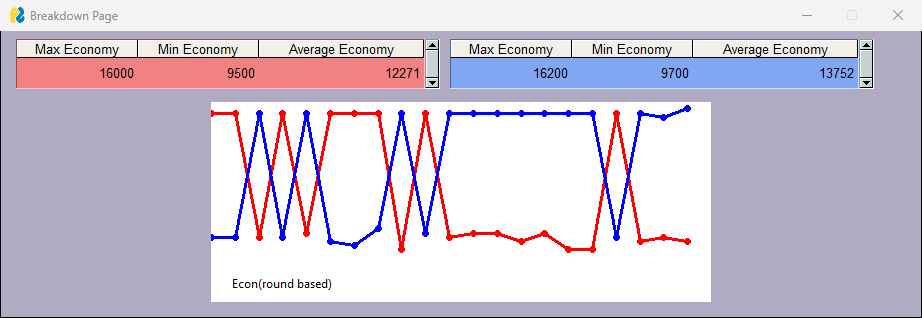 Breakdown Page
Max Economy Min Economy Average Economy Max Economy Min Economy Average Economy
16000 9500 12271 16200 9700 13752
Econ(round based)